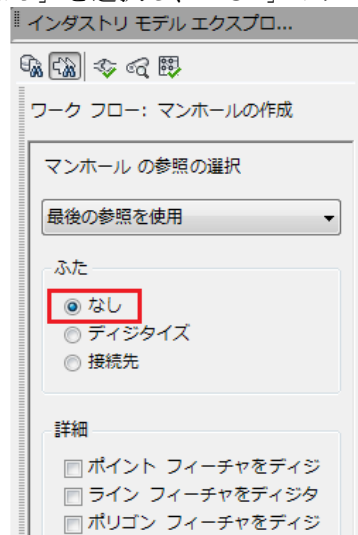 インダストリ モデル エクスプロ...
ワーク フロー: マンホールの作成
マンホール の参照の選択
最後の参照を使用
ふた
なし
ディジタイズ
接続先
詳細
ポイント フィーチャをディジ
ライン フィーチャをディジタ
ポリゴン フィーチャをディジ